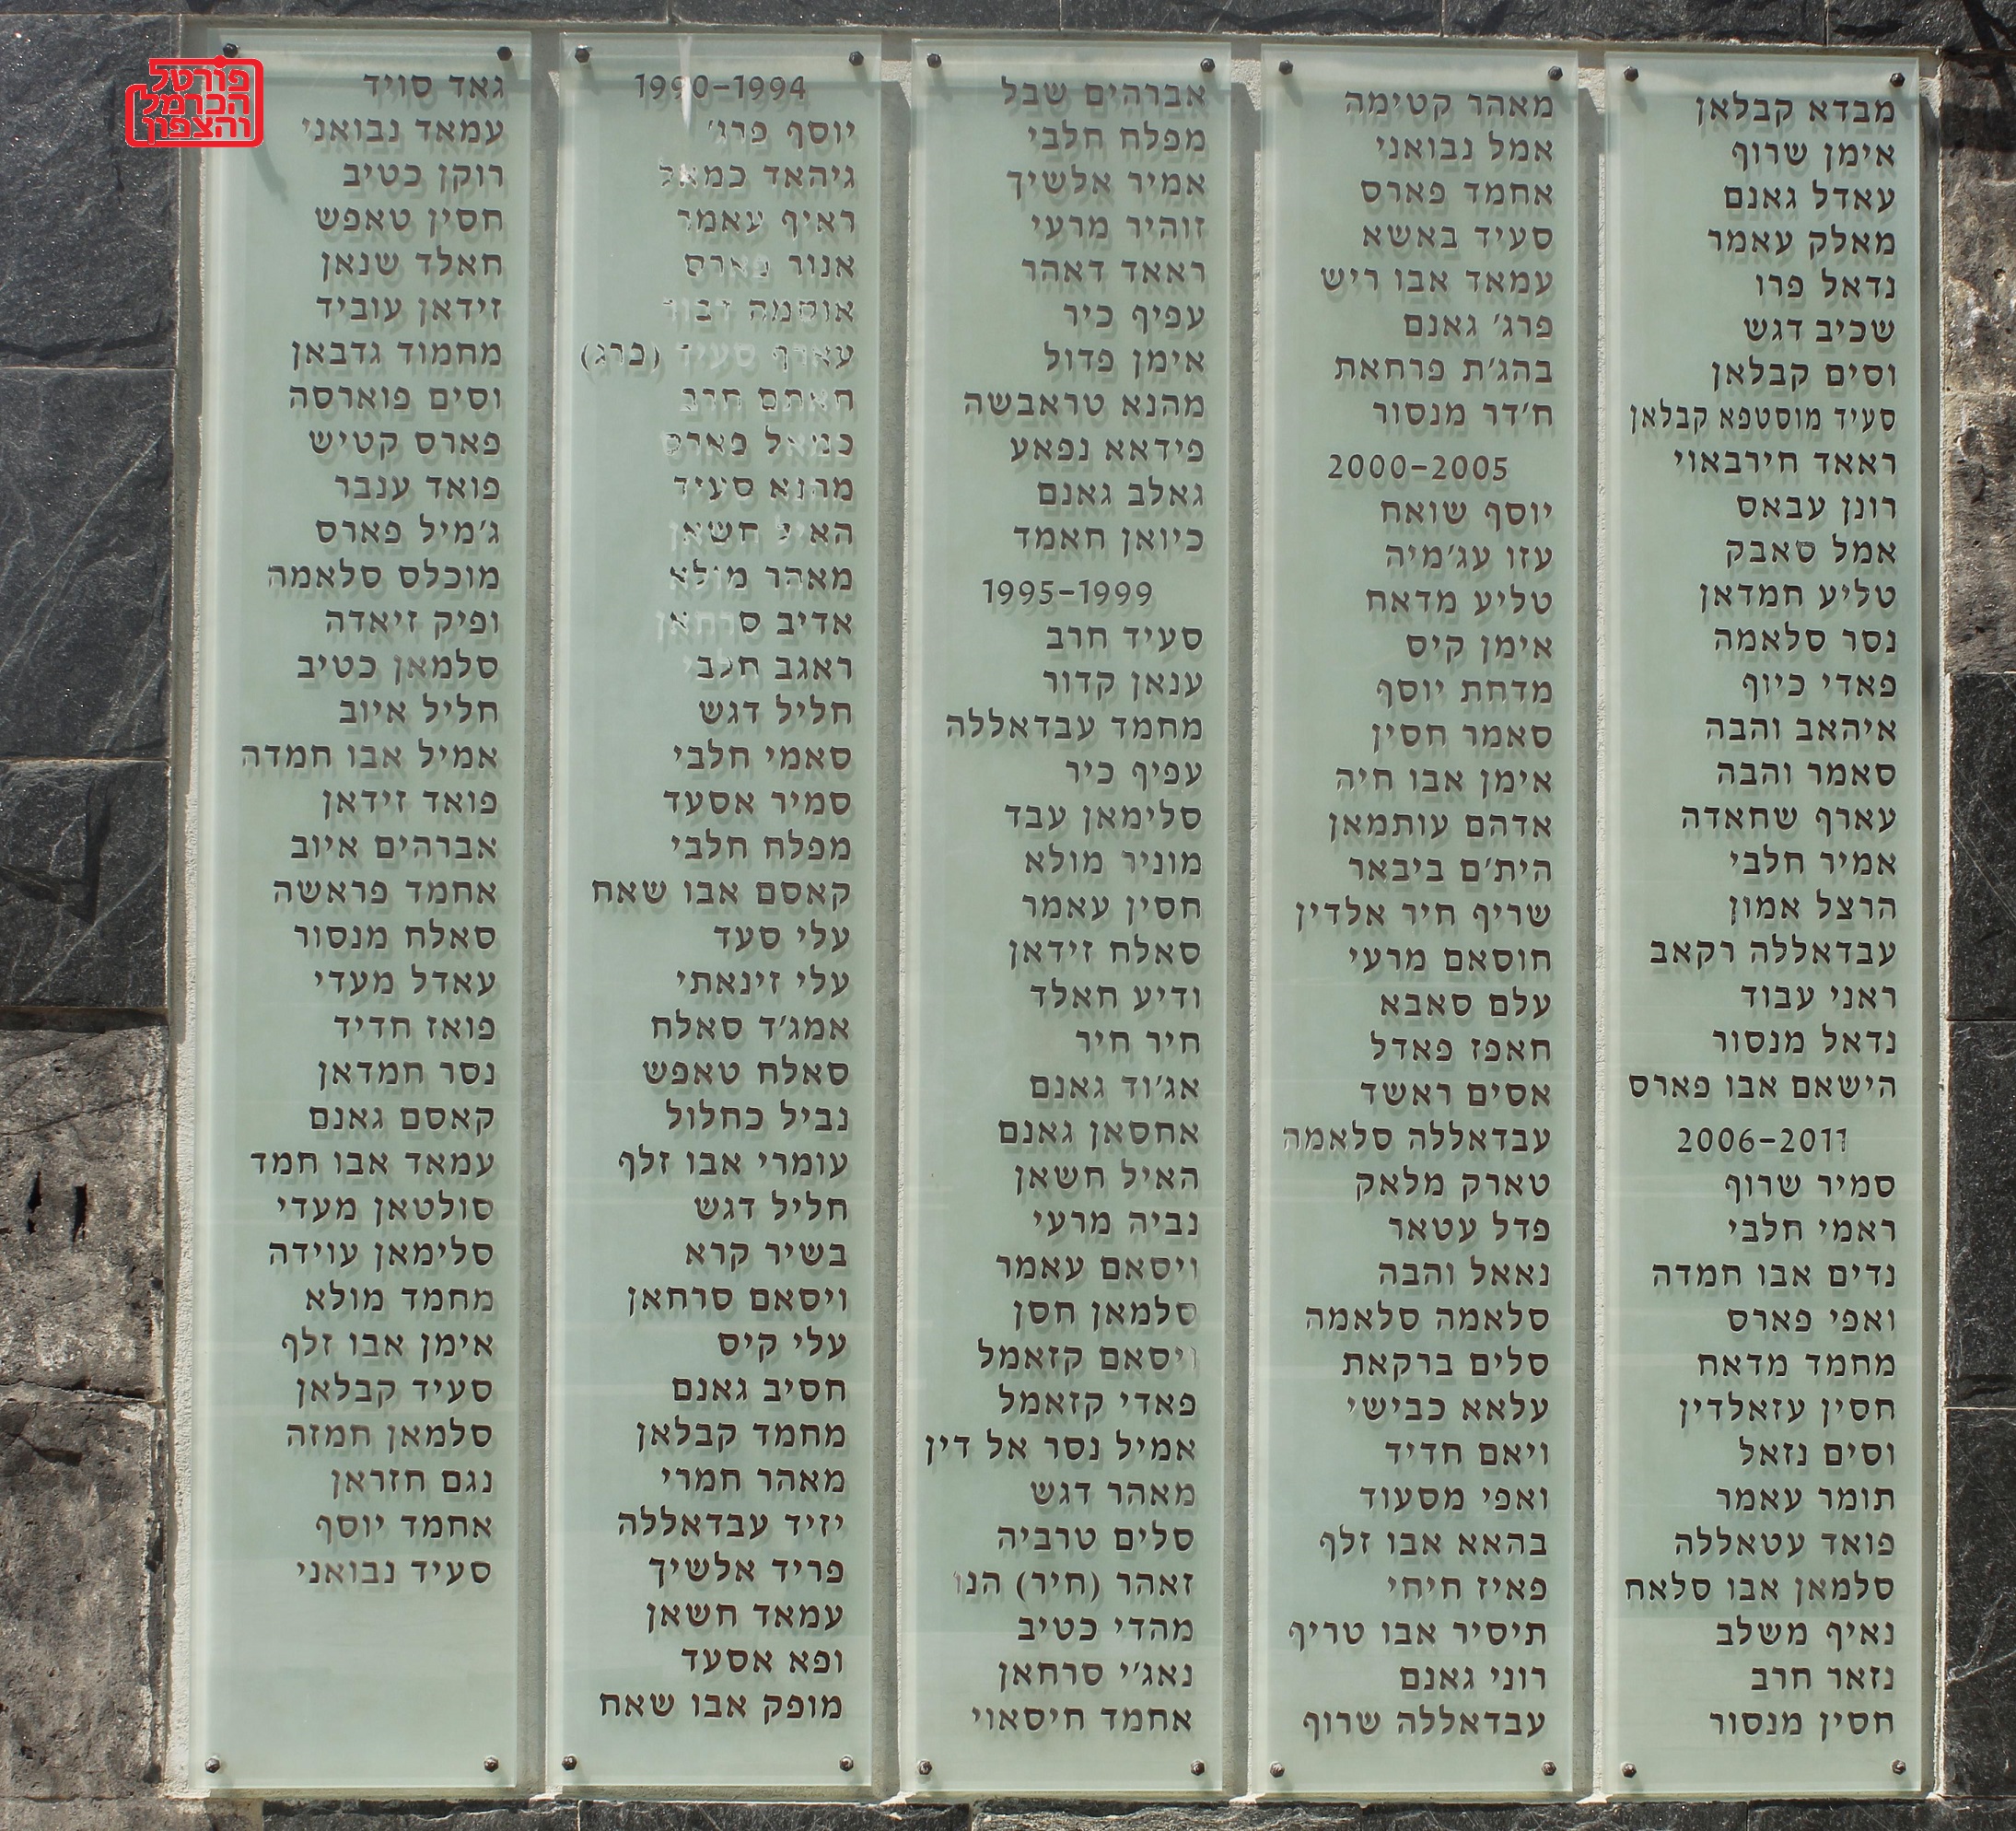 פורטל
הכרמל
והצפון
גאד סויד
עמאד נבואני
רוקן כטיב
חסין טאפש
חאלד שנאן
זידאן עוביד
מחמוד גדבאן
וסים פוארסה
פארס קטיש
פואד ענבר
ג'מיל פארס
מוכלס סלאמה
ופיק זיאדה
סלמאן כטיב
חליל איוב
אמיל אבו חמדה
פואד זידאן
אברהים איוב
אחמד פראשה
סאלח מנסור
עאדל מעדי
פואז חדיד
נסר חמדאן
קאסם גאנם
עמאד אבו חמד
סולטאן מעדי
סלימאן עוידה
מחמד מולא
אימן אבו זלף
סעיד קבלאן
סלמאן חמזה
נגם חזראן
אחמד יוסף
סעיד נבואני
1990-1994
יוסף פרג'
גיהאד כמאל
ראיף עאמר
אנור פארס
אוסמה דבור
עארף סעיד (פרג)
חאתם חרב
כמאל פארס
מהנא סעיד
האיל חשאן
מאהר מולא
אדיב סרחאן
ראגב חלבי
חליל דגש
סאמי חלבי
סמיר אסעד
מפלח חלבי
קאסם אבו שאח
עלי סעד
עלי זינאתי
אמג'ד סאלח
סאלח טאפש
נביל כחלול
עומרי אבו זלף
חליל דגש
בשיר קרא
ויסאם סרחאן
עלי קיס
חסיב גאנם
מחמד קבלאן
מאהר חמרי
יזיד עבדאללה
פריד אלשיך
עמאד חשאן
ופא אסעד
מופק אבו שאח
אברהים שבל
מפלח חלבי
אמיר אלשיך
זוהיר מרעי
ראאד דאהר
עפיף כיר
אימן פדול
מהנא טראבשה
פידאא נפאע
גאלב גאנם
כיואן חאמד
1995-1999
סעיד חרב
ענאן קדור
מחמד עבדאללה
עפיף כיר
סלימאן עבד
מוניר מולא
חסין עאמר
סאלח זידאן
ודיע חאלד
חיר חיר
אג'וד גאנם
אחסאן גאנם
האיל חשאן
נביה מרעי
ויסאם עאמר
סלמאן חסן
ויסאם קזאמל
פאדי קזאמל
אמיל נסר אל דין
מאהר דגש
סלים טרביה
זאהר (חיר) הנו
מהדי כטיב
נאג'י סרחאן
אחמד חיסאוי
מאהר קטימה
אמל נבואני
אחמד פארס
סעיד באשא
עמאד אבו ריש
פרג' גאנם
בהג'ת פרחאת
ח'דר מנסור
2000-2005
יוסף שואח
עזו עג'מיה
טליע מדאח
אימן קיס
מדחת יוסף
סאמר חסין
אימן אבו חיה
אדהם עותמאן
הית'ם ביבאר
שריף חיר אלדין
חוסאם מרעי
עלם סאבא
חאפז פאדל
אסים ראשד
עבדאללה סלאמה
טארק מלאק
פדל עטאר
נאאל והבה
סלאמה סלאמה
סלים ברקאת
עלאא כבישי
ויאם חדיד
ואפי מסעוד
בהאא אבו זלף
פאיז חיחי
תיסיר אבו טריף
רוני גאנם
עבדאללה שרוף
מבדא קבלאן
אימן שרוף
עאדל גאנם
מאלק עאמר
נדאל פרו
שכיב דגש
וסים קבלאן
סעיד מוסטפא קבלאן
ראאד חירבאוי
רונן עבאס
אמל סאבק
טליע חמדאן
נסר סלאמה
פאדי כיוף
איהאב והבה
סאמר והבה
עארף שחאדה
אמיר חלבי
הרצל אמון
עבדאללה רקאב
ראני עבוד
נדאל מנסור
הישאם אבו פארס
2006-2011
סמיר שרוף
ראמי חלבי
נדים אבו חמדה
ואפי פארס
מחמד מדאח
חסין עזאלדין
וסים נזאל
תומר עאמר
פואד עטאללה
סלמאן אבו סלאח
נאיף משלב
נזאר חרב
חסין מנסור